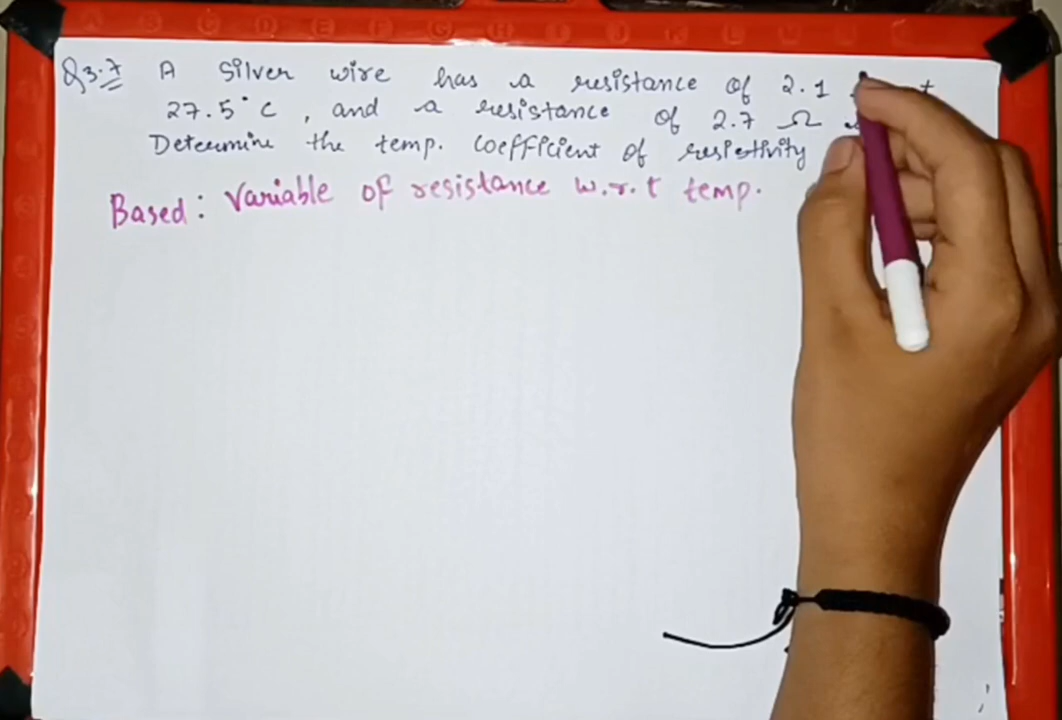 Q3.7 A Silver wire has a resistance of 2.1
27.5°C, and a resistance of 2.7 Ω
Determine the temp. coefficient of resistivity
Based: Variable of resistance w.r.t temp.